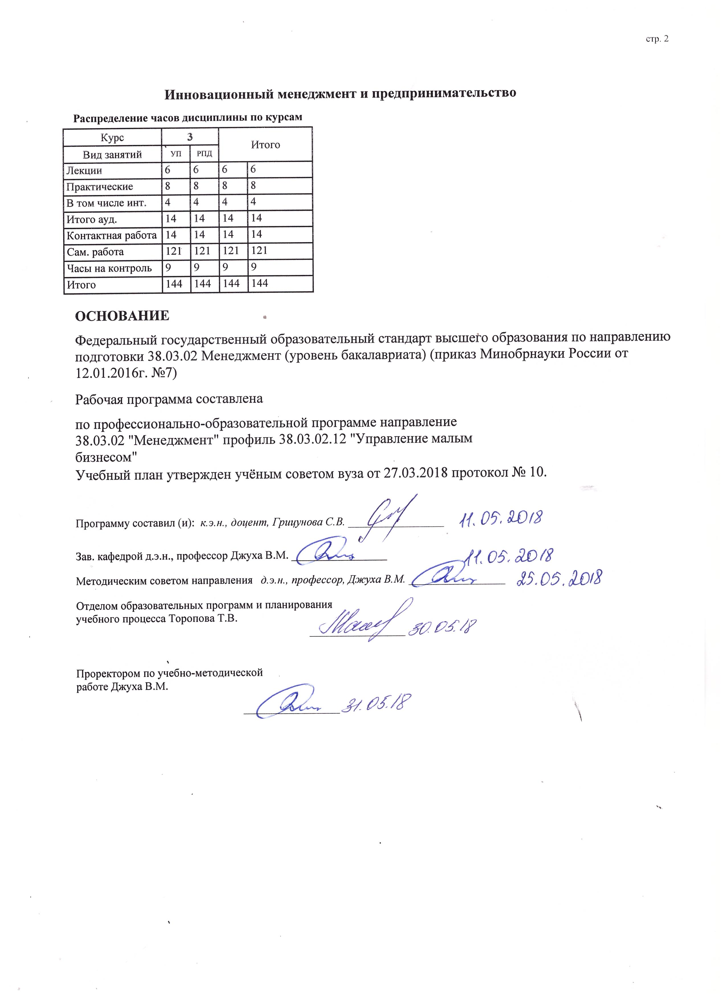 стр. 2
Инновационный менеджмент и предпринимательство
Распределение часов дисциплины по курсам
Курс 3 Итого
Вид занятий УП РПД
Лекции 6 6 6 6
Практические 8 8 8 8
В том числе инт. 4 4 4 4
Итого ауд. 14 14 14 14
Контактная работа 14 14 14 14
Сам. работа 121 121 121 121
Часы на контроль 9 9 9 9
Итого 144 144 144 144
ОСНОВАНИЕ
Федеральный государственный образовательный стандарт высшего образования по направлению
подготовки 38.03.02 Менеджмент (уровень бакалавриата) (приказ Минобрнауки России от
12.01.2016г. №7)
Рабочая программа составлена
по профессионально-образовательной программе направление
38.03.02 "Менеджмент" профиль 38.03.02.12 "Управление малым
бизнесом"
Учебный план утвержден учёным советом вуза от 27.03.2018 протокол № 10.
Программу составил (и): к.э.н., доцент, Грицунова С.В. 11.05.2018
Зав. кафедрой д.э.н., профессор Джуха В.М. 11.05.2018
Методическим советом направления д.э.н., профессор, Джуха В.М. 25.05.2018
Отделом образовательных программ и планирования
учебного процесса Торопова Т.В.
30.05.18
Проректором по учебно-методической
работе Джуха В.М.
31.05.18